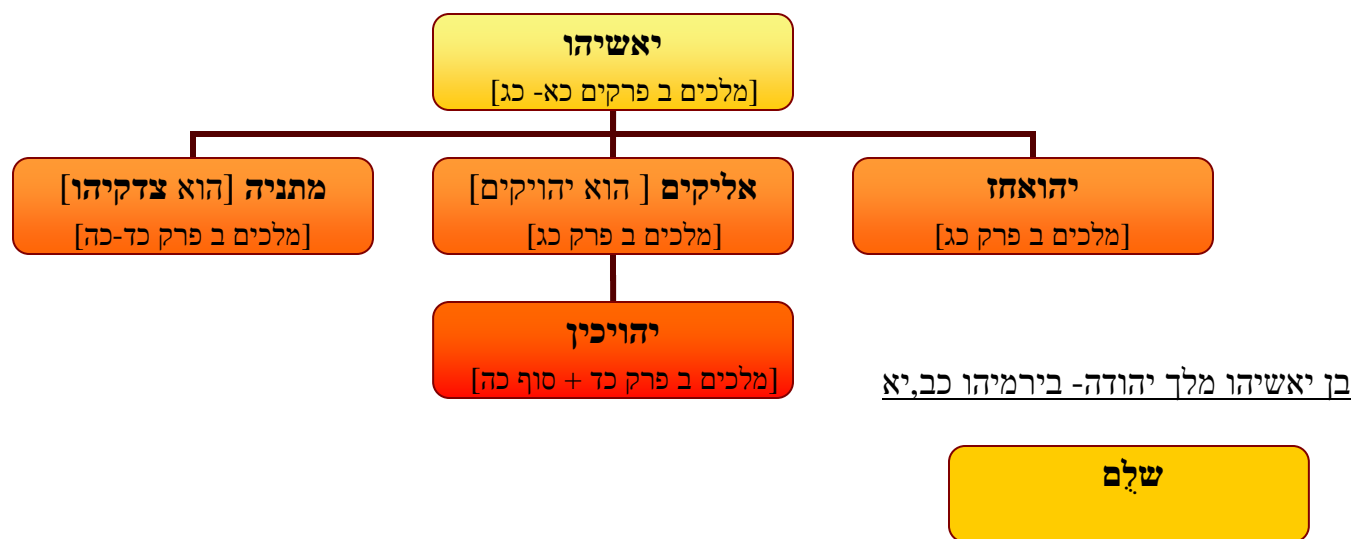 יאשיהו
[מלכים ב פרקים כא- כג]
יהואחז
[מלכים ב פרק כג]
אליקים [ הוא יהויקים]
[מלכים ב פרק כג]
מתניה [הוא צדקיהו]
[מלכים ב פרק כד-כה]
יהויכין
[מלכים ב פרק כד + סוף כה]
בן יאשיהו מלך יהודה- בירמיהו כב,יא
שלֻם